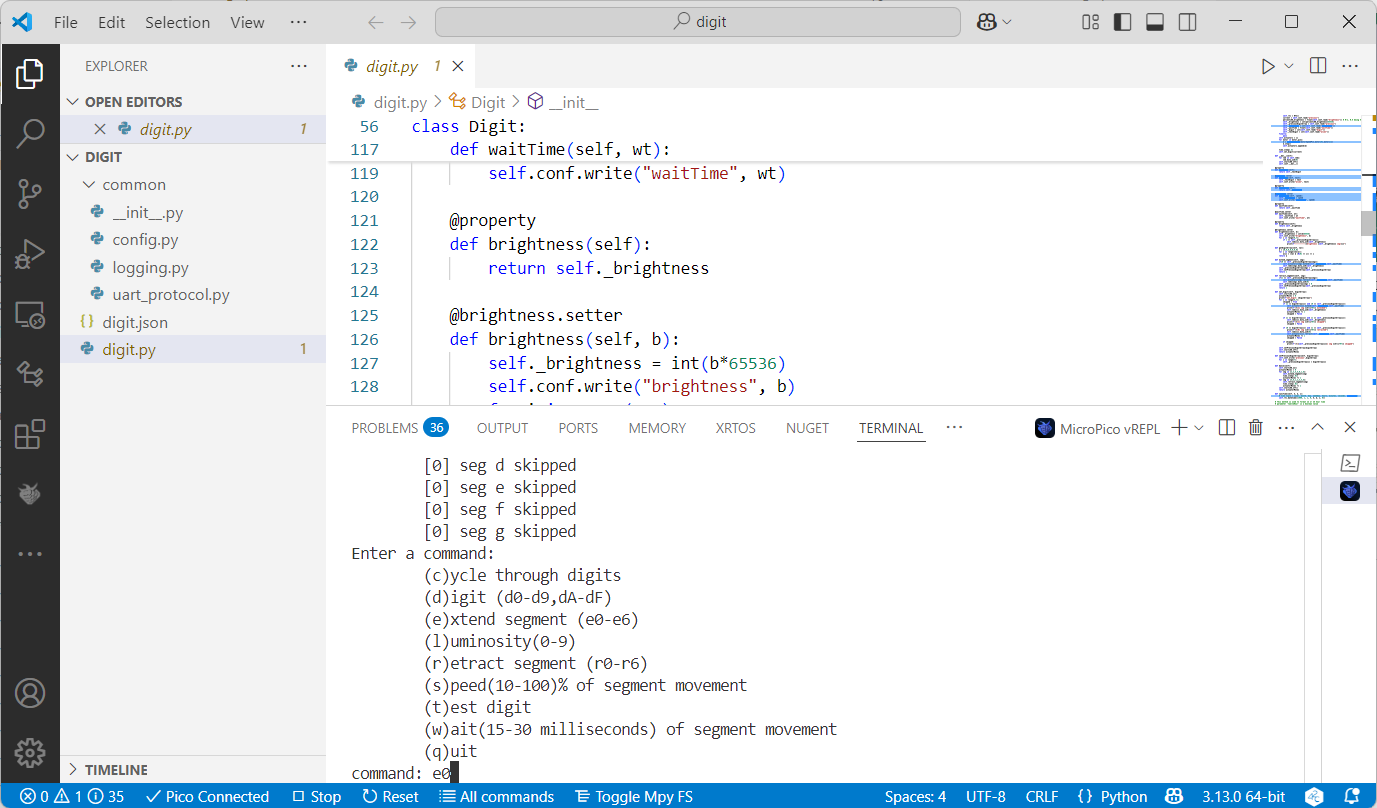 File Edit Selection View ··· digit
EXPLORER ···
OPEN EDITORS
digit.py 1
DIGIT
common
__init__.py
config.py
logging.py
uart_protocol.py
{} digit.json
digit.py 1
TIMELINE
digit.py 1
digit.py > Digit > __init__
56 class Digit:
117 def waitTime(self, wt):
119 self.conf.write("waitTime", wt)
120
121 @property
122 def brightness(self):
123 return self._brightness
124
125 @brightness.setter
126 def brightness(self, b):
127 self._brightness = int(b*65536)
128 self.conf.write("brightness", b)
PROBLEMS 36 OUTPUT PORTS MEMORY XRTOS NUGET TERMINAL ··· MicroPico vREPL
[0] seg d skipped
[0] seg e skipped
[0] seg f skipped
[0] seg g skipped
Enter a command:
(c)ycle through digits
(d)igit (d0-d9,dA-dF)
(e)xtend segment (e0-e6)
(l)uminosity(0-9)
(r)etract segment (r0-r6)
(s)peed(10-100)% of segment movement
(t)est digit
(w)ait(15-30 milliseconds) of segment movement
(q)uit
command: e0
0 1 35 Pico Connected Stop Reset All commands Toggle Mpy FS Spaces: 4 UTF-8 CRLF {} Python 3.13.0 64-bit